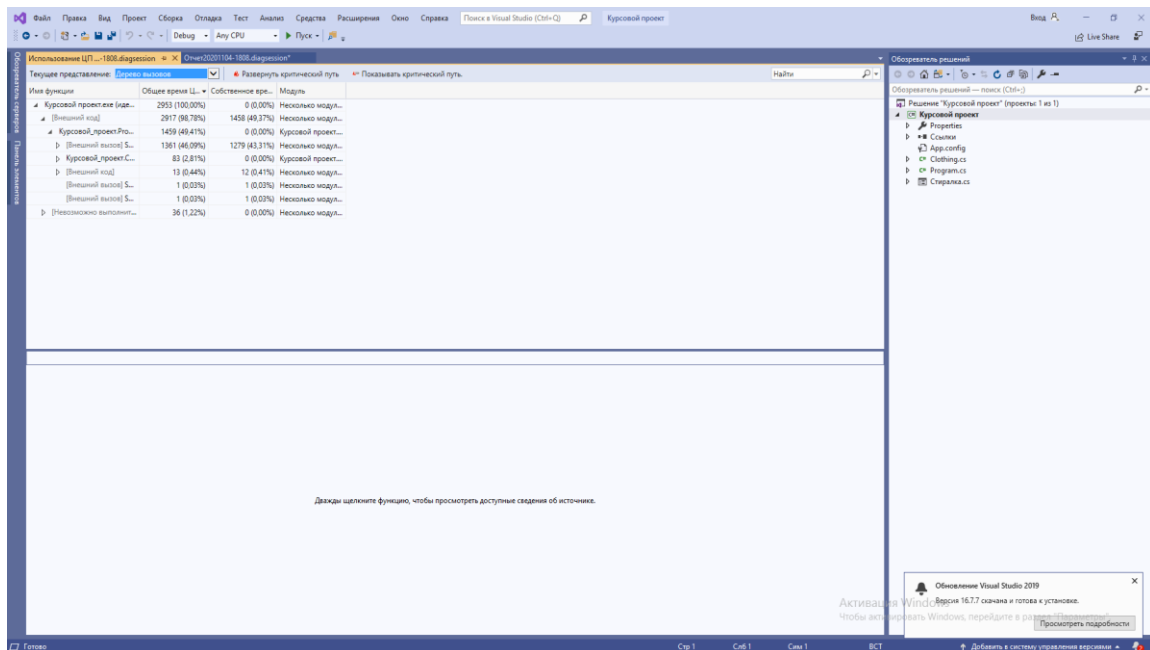 Файл Правка Вид Проект Сборка Отладка Тест Анализ Средства Расширения Окно Справка Поиск в Visual Studio (Ctrl+Q) Курсовой проект Вход
Debug Any CPU Пуск Live Share
Обозреватель серверов
Панель элементов
Использование ЦП...-1808.diagsession Отчет20201104-1808.diagsession*
Текущее представление: Дерево вызовов Развернуть критический путь Показывать критический путь. Найти
Имя функции Общее время Ц... Собственное вре... Модуль
Курсовой проект.exe (иде... 2953 (100,00%) 0 (0,00%) Несколько модул...
[Внешний код] 2917 (98,78%) 1458 (49,37%) Несколько модул...
Курсовой_проект.Pro... 1459 (49,41%) 0 (0,00%) Курсовой проект....
[Внешний вызов] S... 1361 (46,09%) 1279 (43,31%) Несколько модул...
Курсовой_проект.C... 83 (2,81%) 0 (0,00%) Курсовой проект....
[Внешний код] 13 (0,44%) 12 (0,41%) Несколько модул...
[Внешний вызов] S... 1 (0,03%) 1 (0,03%) Несколько модул...
[Внешний вызов] S... 1 (0,03%) 1 (0,03%) Несколько модул...
[Невозможно выполнит... 36 (1,22%) 0 (0,00%) Несколько модул...
Дважды щелкните функцию, чтобы просмотреть доступные сведения об источнике.
Обозреватель решений
Обозреватель решений — поиск (Ctrl+;)
Решение "Курсовой проект" (проекты: 1 из 1)
Курсовой проект
Properties
Ссылки
App.config
Clothing.cs
Program.cs
Стиралка.cs
Обновление Visual Studio 2019
Версия 16.7.7 скачана и готова к установке.
Просмотреть подробности
Активация Windows
Чтобы активировать Windows, перейдите в раздел "Параметры".
Готово Стр 1 Слб 1 Сим 1 ВСТ Добавить в систему управления версиями